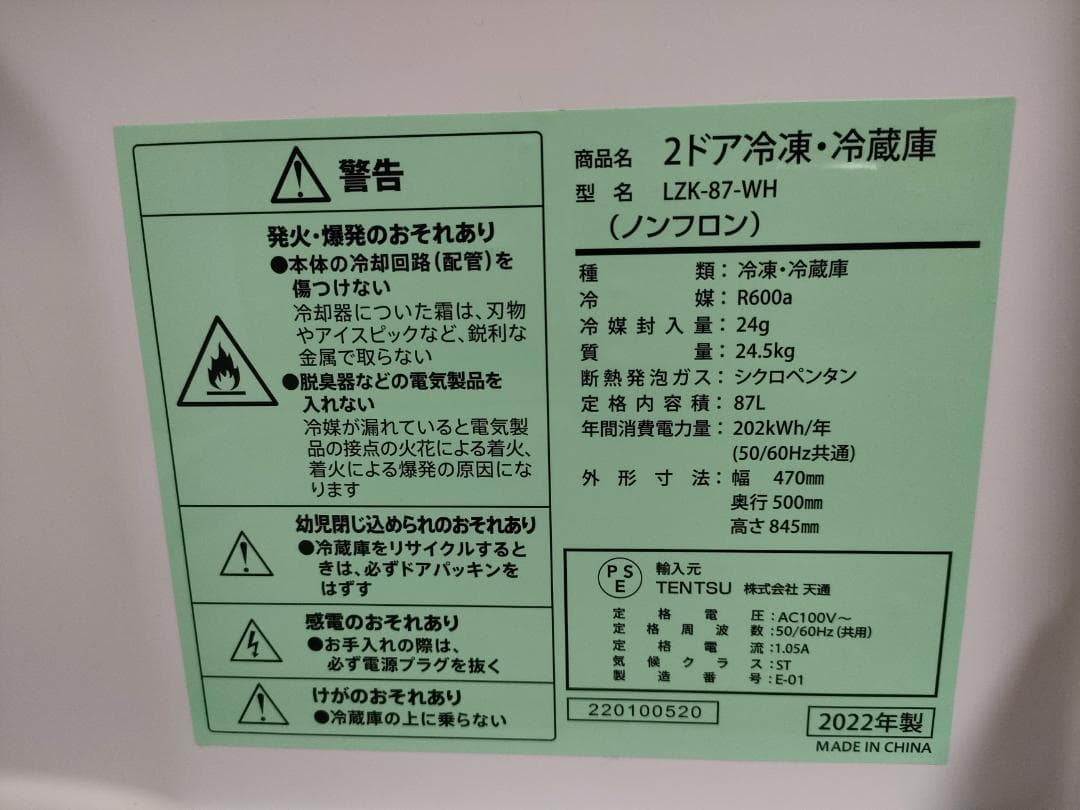 警告
発火・爆発のおそれあり
●本体の冷却回路(配管)を
傷つけない
冷却器についた霜は、刃物
やアイスピックなど、鋭利な
金属で取らない
●脱臭器などの電気製品を
入れない
冷媒が漏れていると電気製
品の接点の火花による着火、
着火による爆発の原因にな
ります
幼児閉じ込められのおそれあり
●冷蔵庫をリサイクルすると
きは、必ずドアパッキンを
はずす
感電のおそれあり
●お手入れの際は、
必ず電源プラグを抜く
けがのおそれあり
●冷蔵庫の上に乗らない
商品名 2ドア冷凍・冷蔵庫
型名 LZK-87-WH
(ノンフロン)
種類：冷凍・冷蔵庫
冷媒：R600a
冷媒封入量：24g
質量：24.5kg
断熱発泡ガス：シクロペンタン
定格内容積：87L
年間消費電力量：202kWh/年
(50/60Hz共通)
外形寸法：幅 470㎜
奥行 500㎜
高さ 845㎜
PSE 輸入元
TENTSU 株式会社 天通
定格電圧：AC100V～
定格周波数：50/60Hz(共用)
定格電流：1.05A
気候クラス：ST
製造番号：E-01
220100520
2022年製
MADE IN CHINA